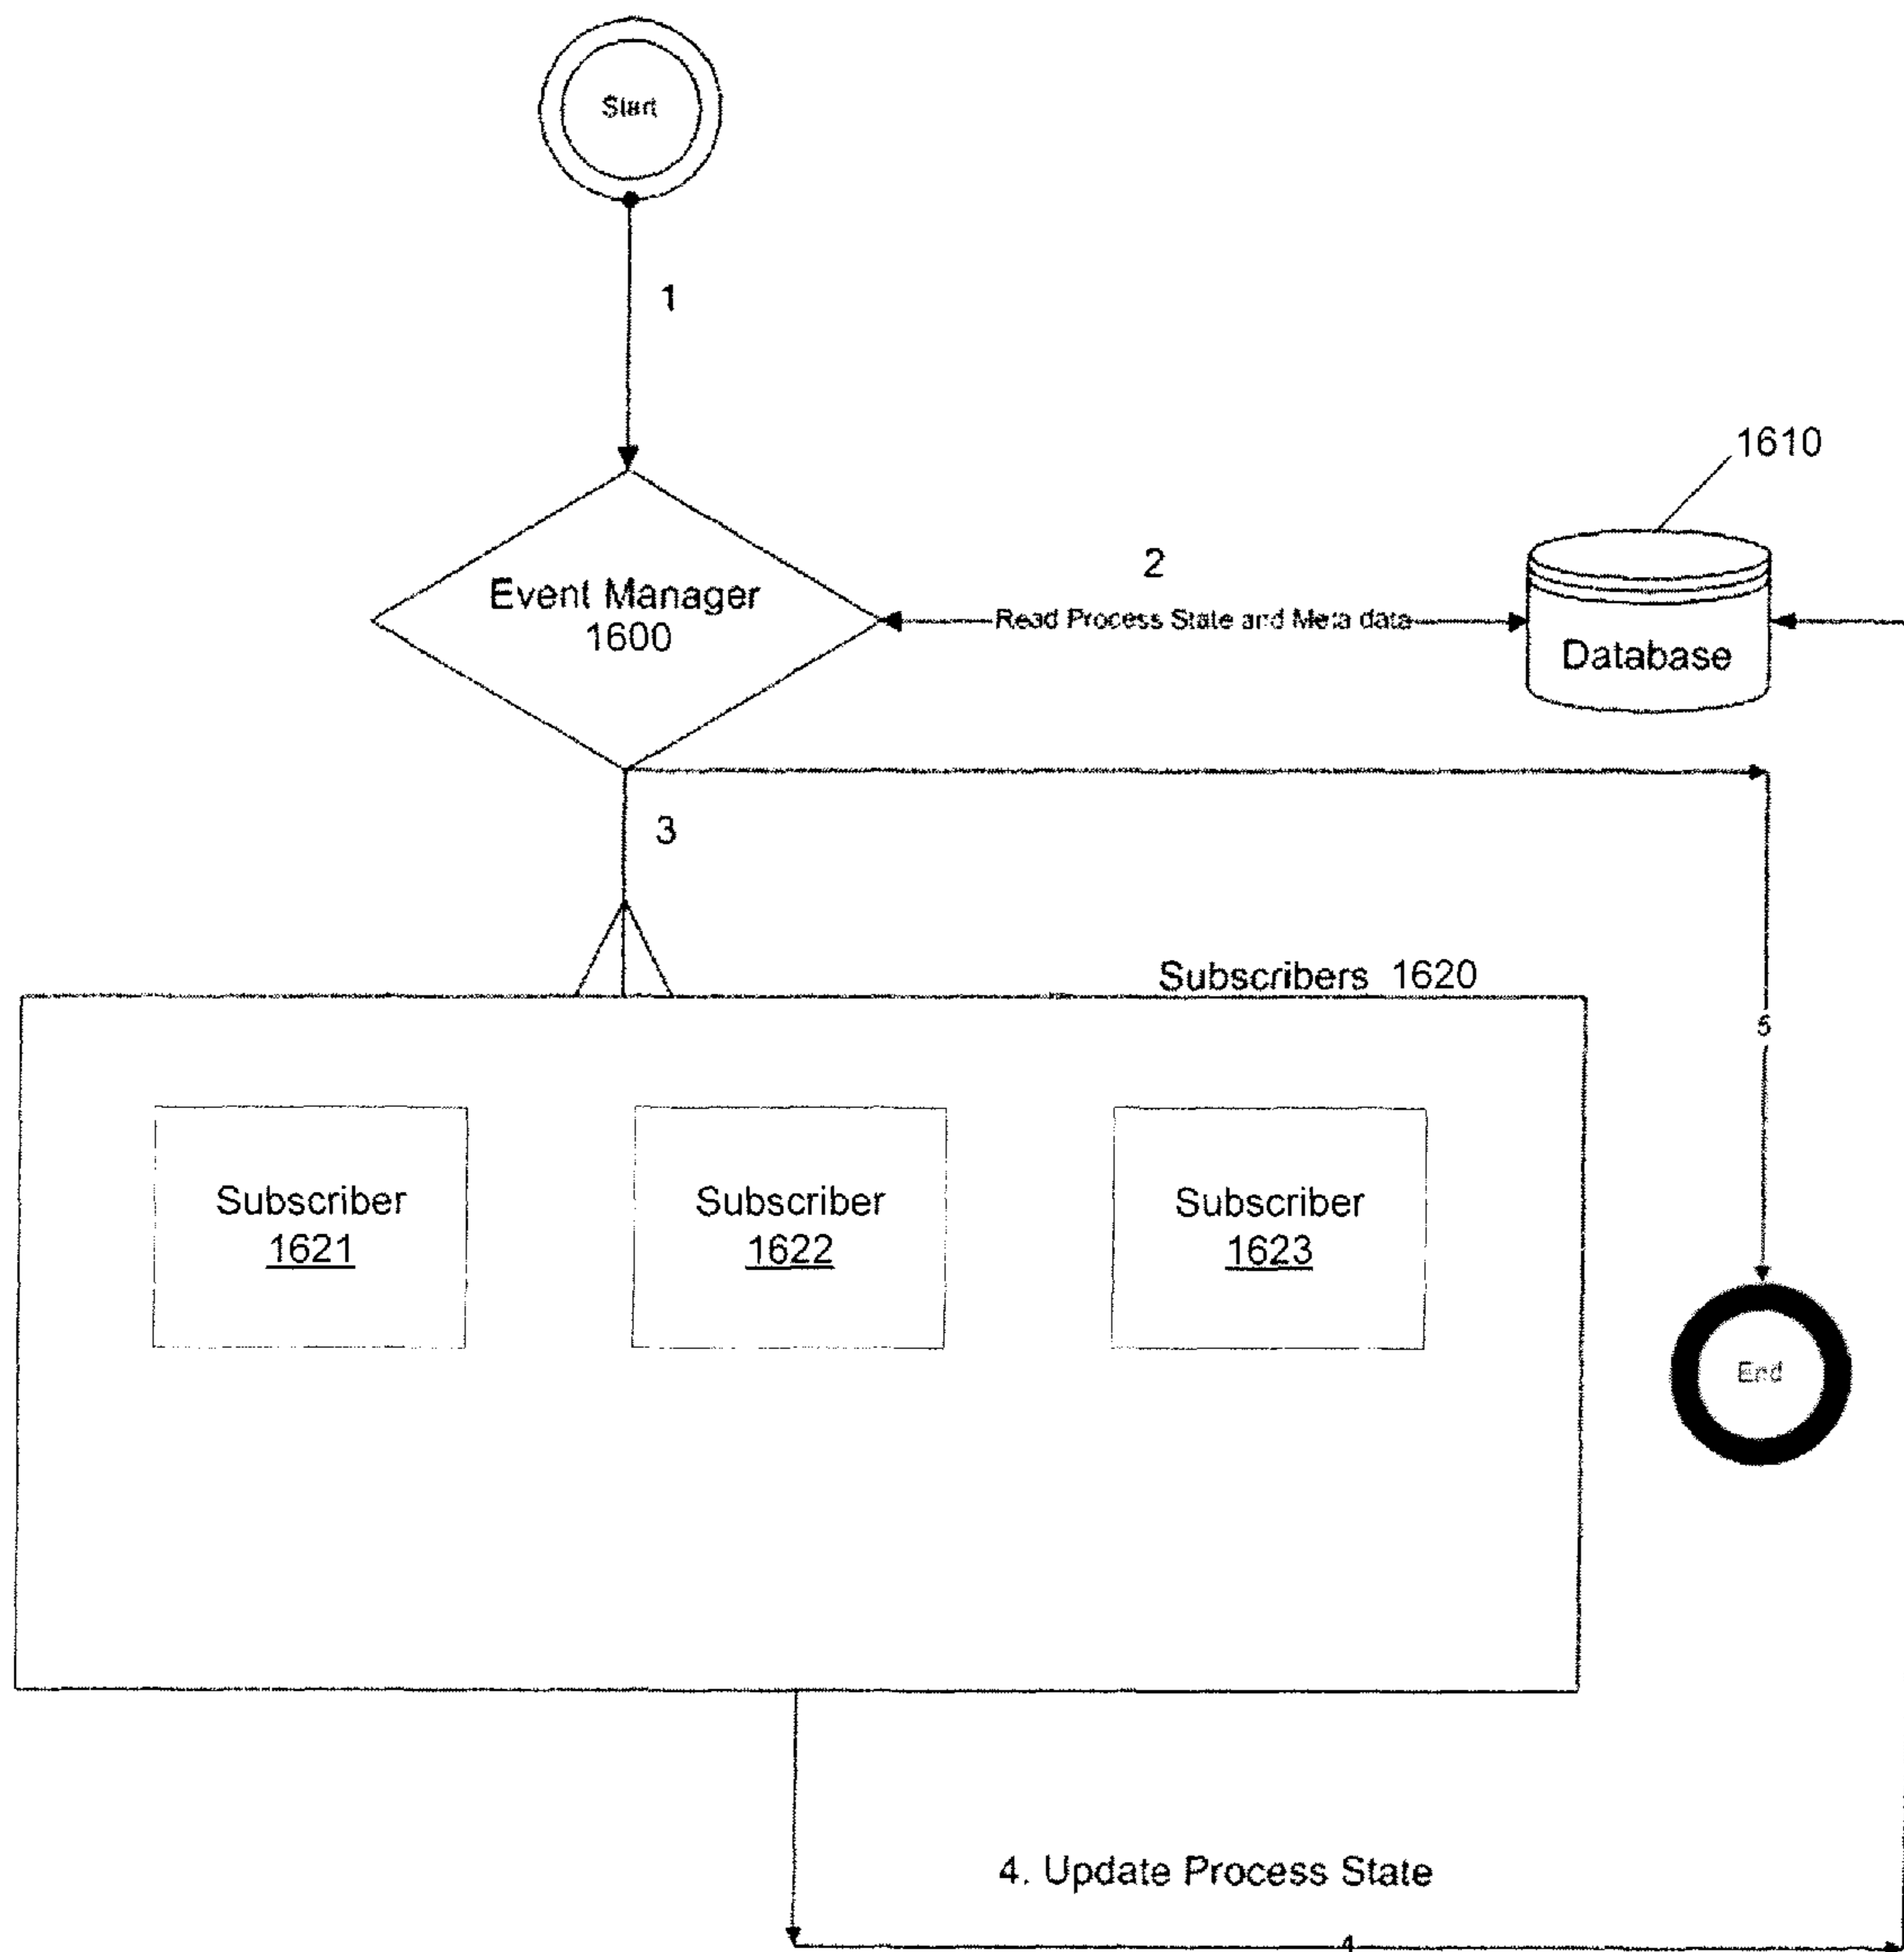 Start
1
1610
2
Event Manager
1600
Read Process State and Meta data
Database
3
Subscribers 1620
5
Subscriber
1621
Subscriber
1622
Subscriber
1623
End
4. Update Process State
4